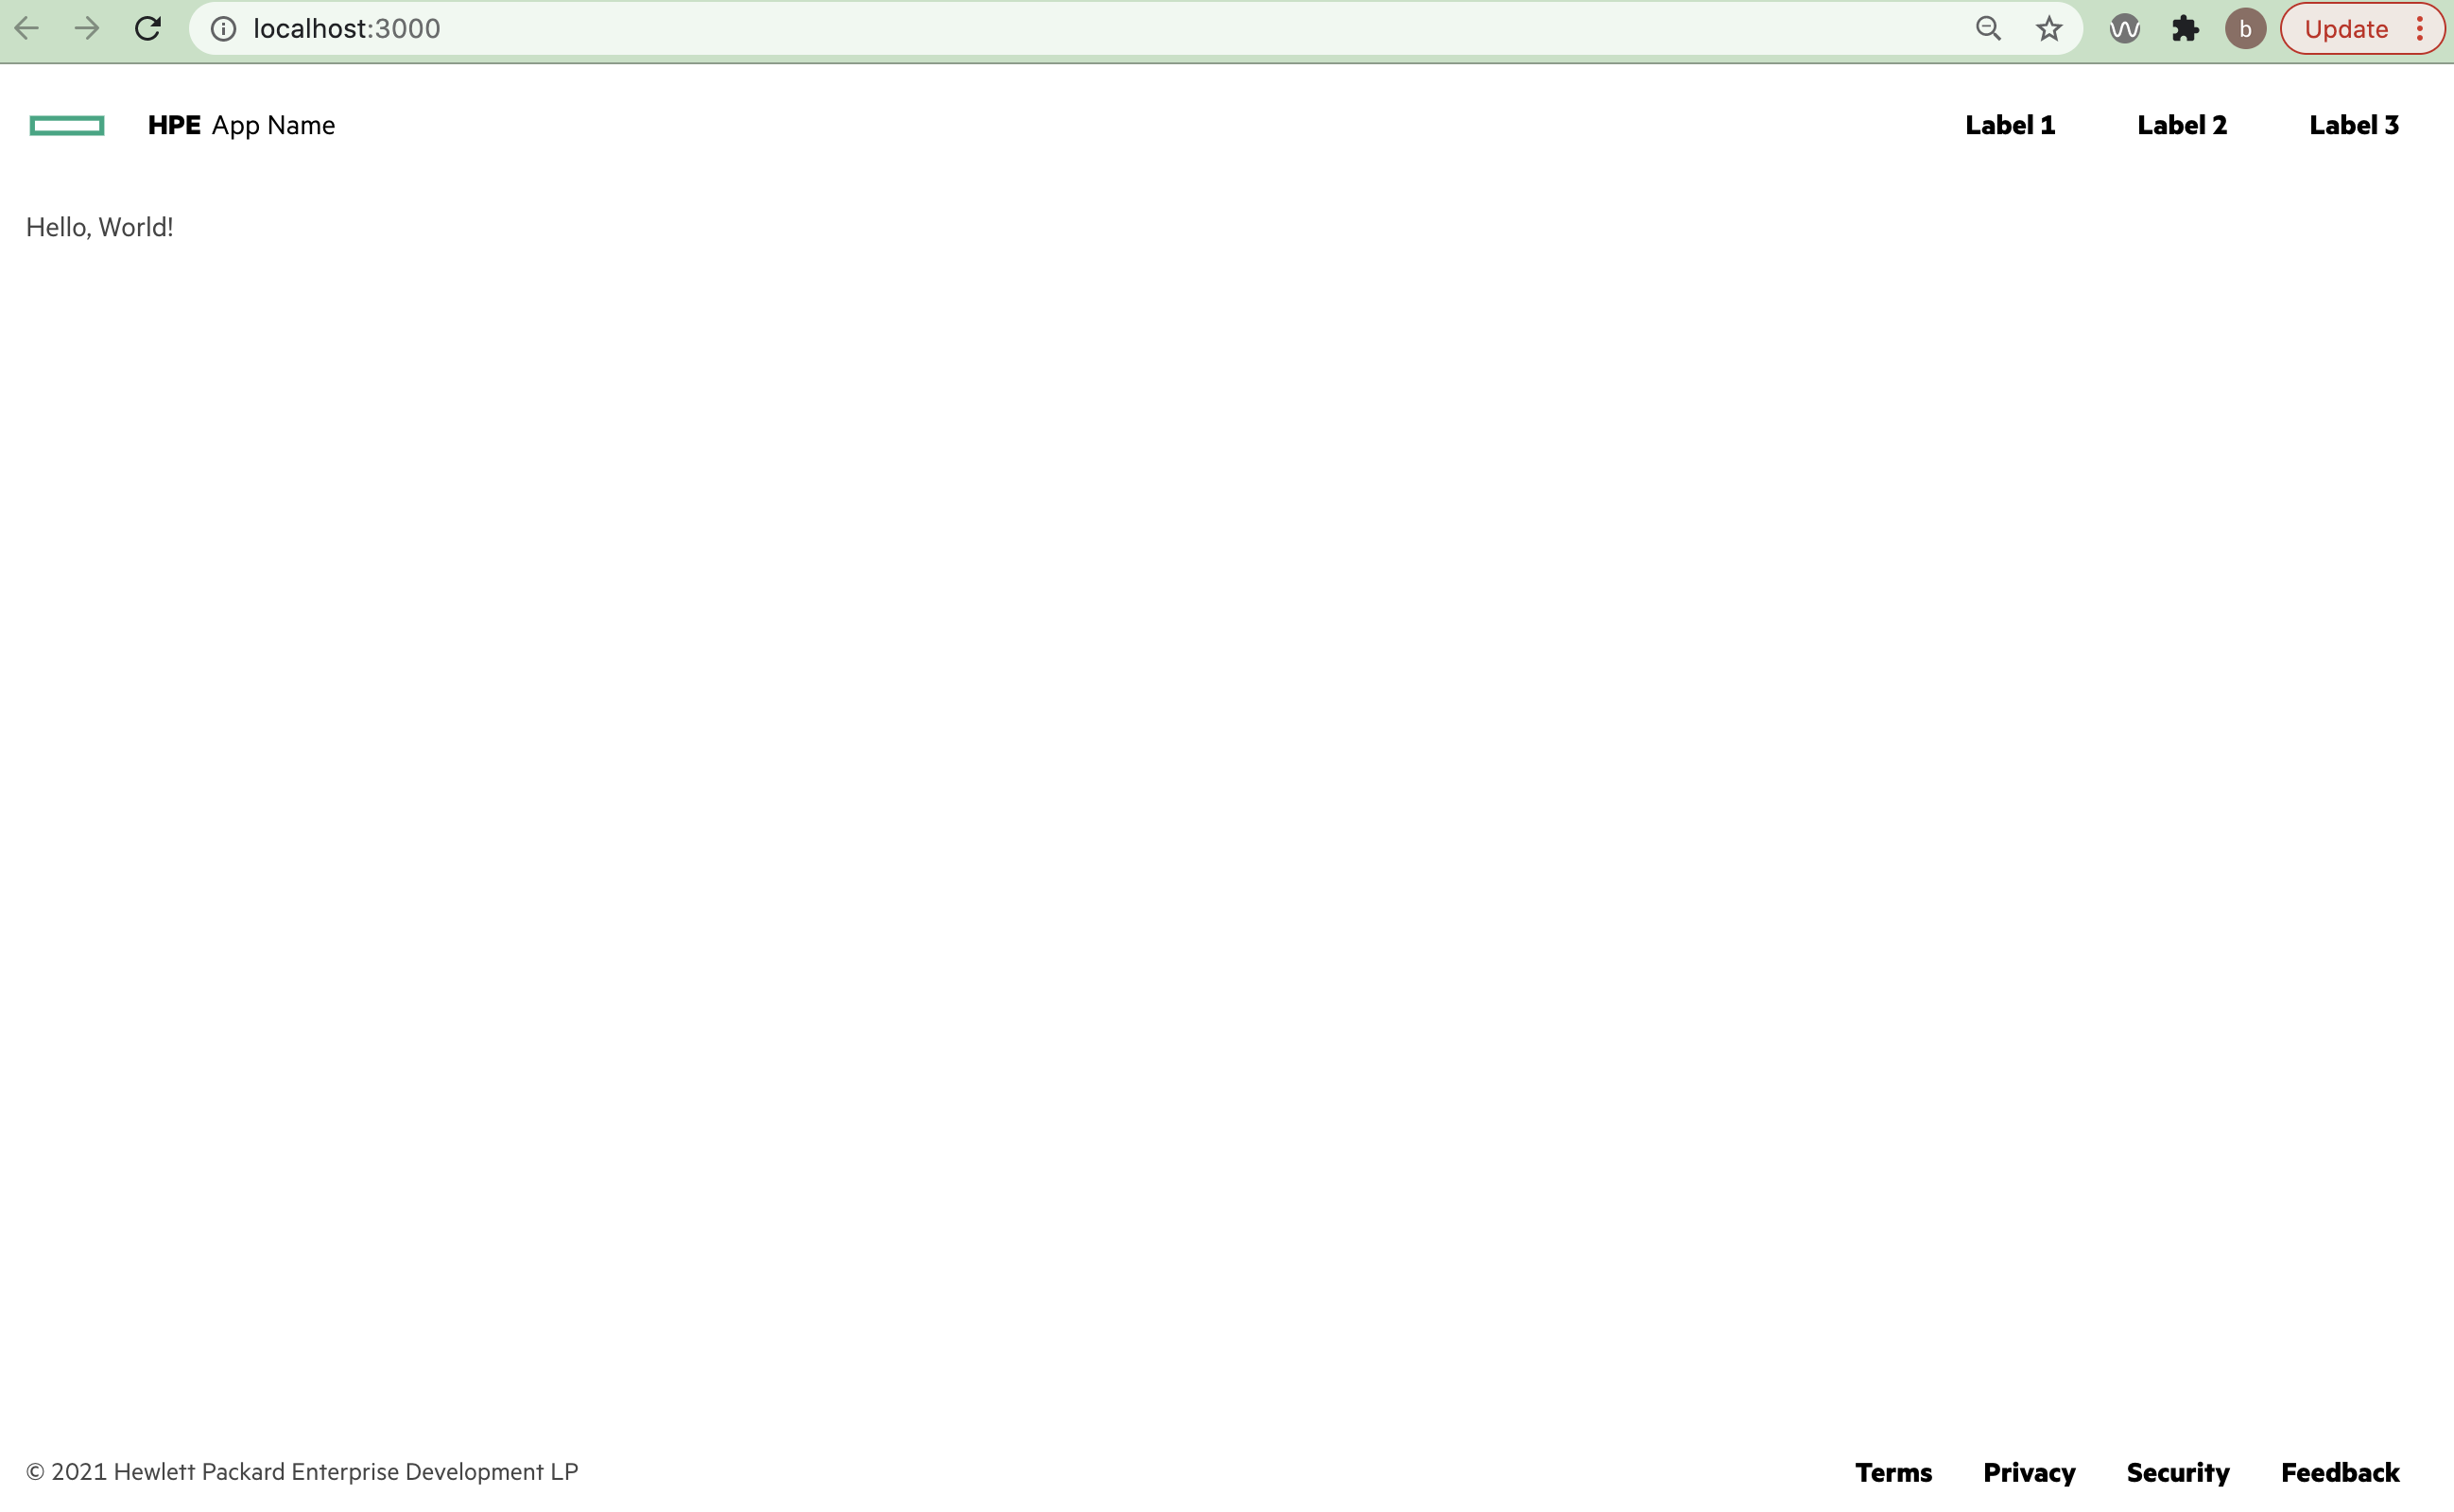 localhost:3000
b
Update
HPE App Name
Label 1 Label 2 Label 3
Hello, World!
© 2021 Hewlett Packard Enterprise Development LP
Terms Privacy Security Feedback